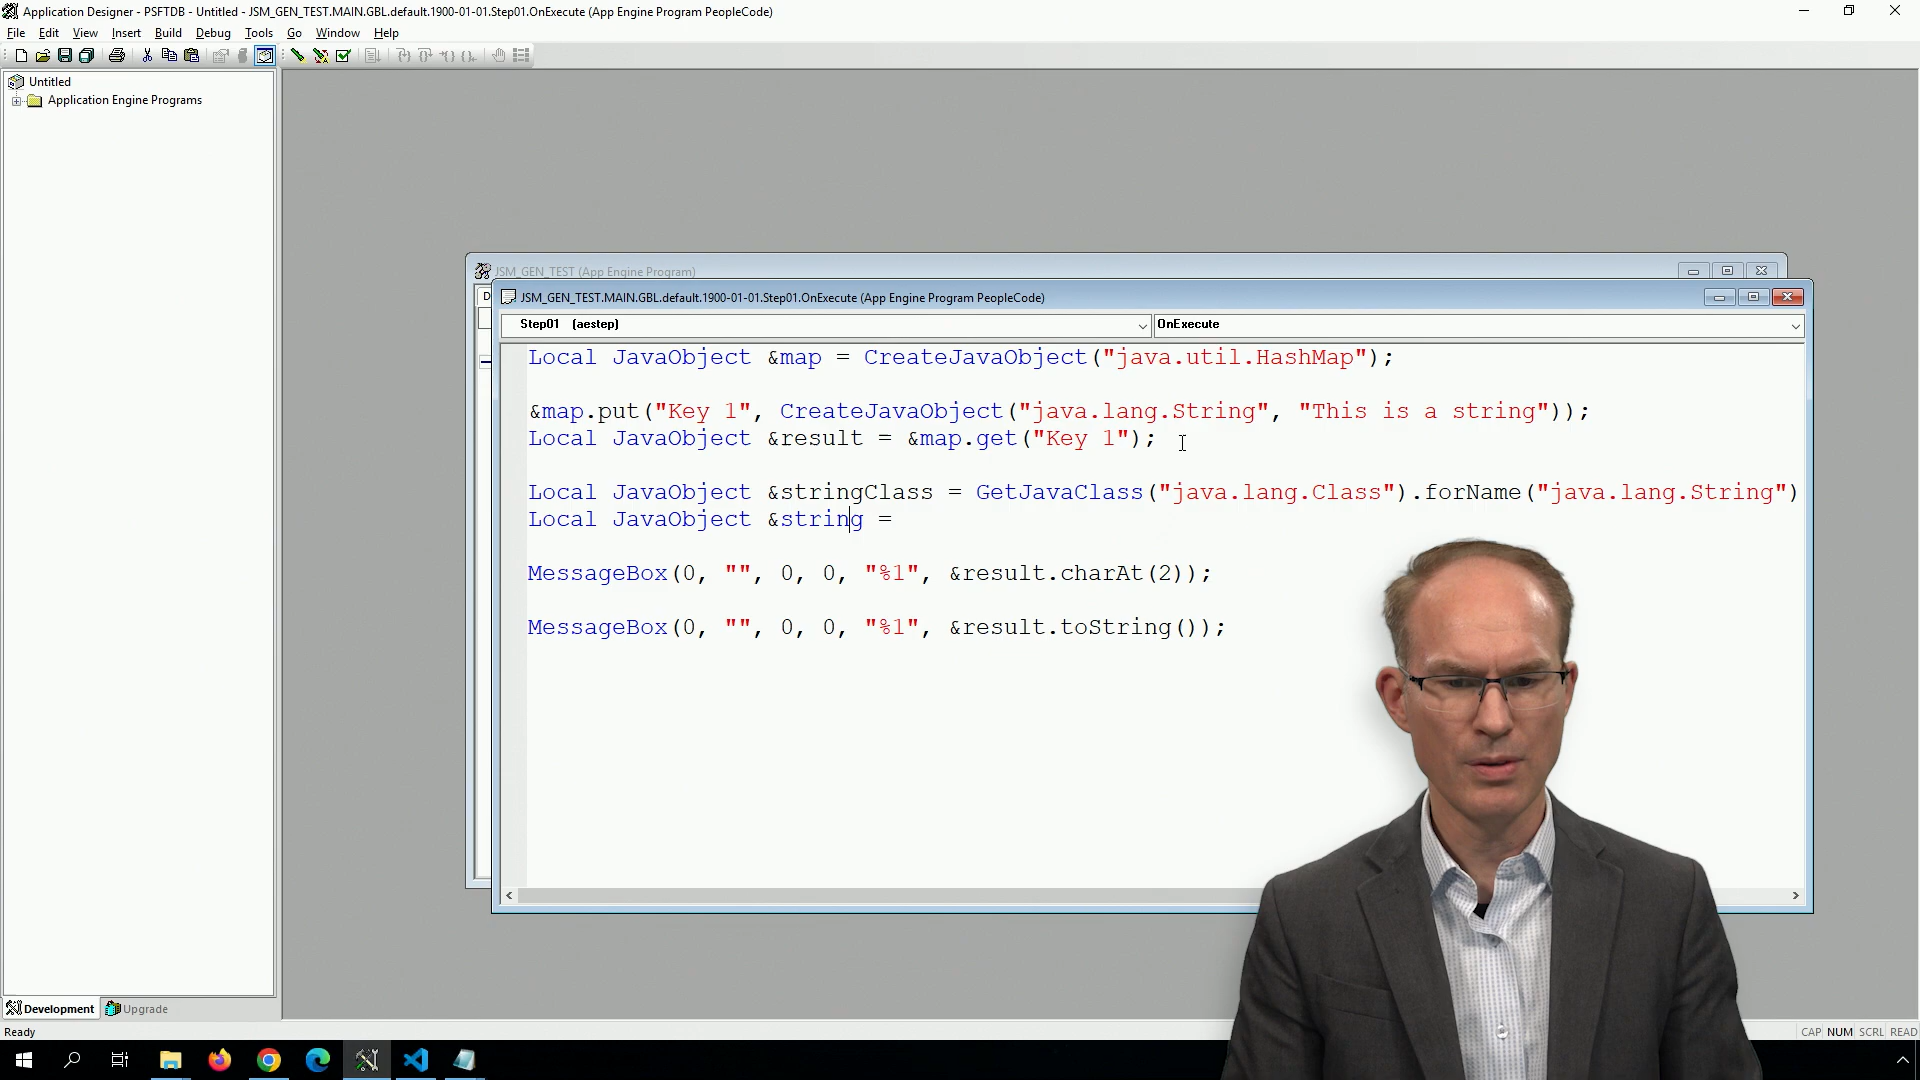 Application Designer - PSFTDB - Untitled - JSM_GEN_TEST.MAIN.GBL.default.1900-01-01.Step01.OnExecute (App Engine Program PeopleCode)
File Edit View Insert Build Debug Tools Go Window Help
Untitled
Application Engine Programs
JSM_GEN_TEST (App Engine Program)
D
JSM_GEN_TEST.MAIN.GBL.default.1900-01-01.Step01.OnExecute (App Engine Program PeopleCode)
Step01 (aestep) OnExecute
Local JavaObject &map = CreateJavaObject("java.util.HashMap");
&map.put("Key 1", CreateJavaObject("java.lang.String", "This is a string"));
Local JavaObject &result = &map.get("Key 1");
Local JavaObject &stringClass = GetJavaClass("java.lang.Class").forName("java.lang.String")
Local JavaObject &string =
MessageBox(0, "", 0, 0, "%1", &result.charAt(2));
MessageBox(0, "", 0, 0, "%1", &result.toString());
Development Upgrade
Ready CAP NUM SCRL READ